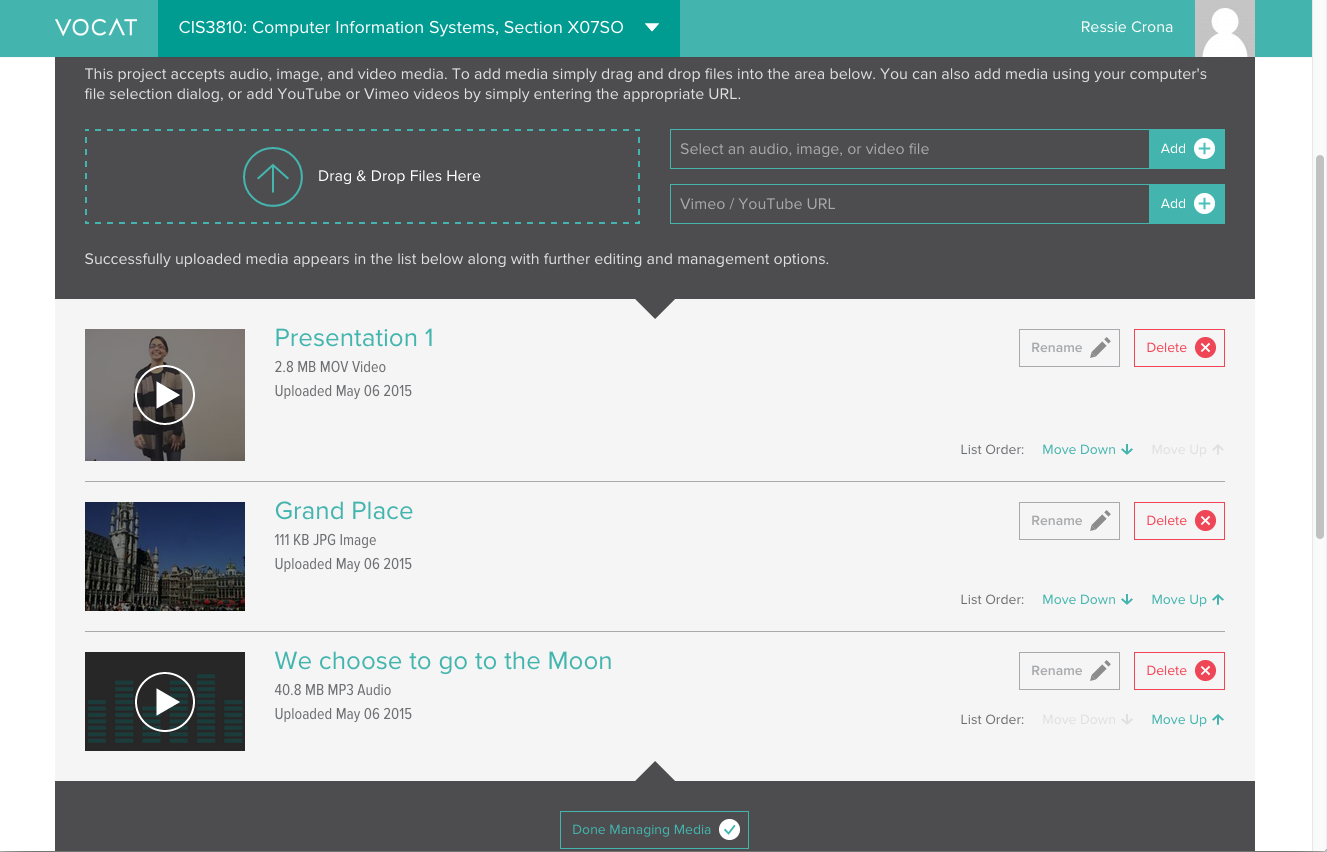 VOCAT
CIS3810: Computer Information Systems, Section X07SO
Ressie Crona
This project accepts audio, image, and video media. To add media simply drag and drop files into the area below. You can also add media using your computer's
file selection dialog, or add YouTube or Vimeo videos by simply entering the appropriate URL.
Drag & Drop Files Here
Select an audio, image, or video file
Add
Vimeo / YouTube URL
Add
Successfully uploaded media appears in the list below along with further editing and management options.
Presentation 1
2.8 MB MOV Video
Uploaded May 06 2015
Rename
Delete
List Order: Move Down Move Up
Grand Place
111 KB JPG Image
Uploaded May 06 2015
Rename
Delete
List Order: Move Down Move Up
We choose to go to the Moon
40.8 MB MP3 Audio
Uploaded May 06 2015
Rename
Delete
List Order: Move Down Move Up
Done Managing Media